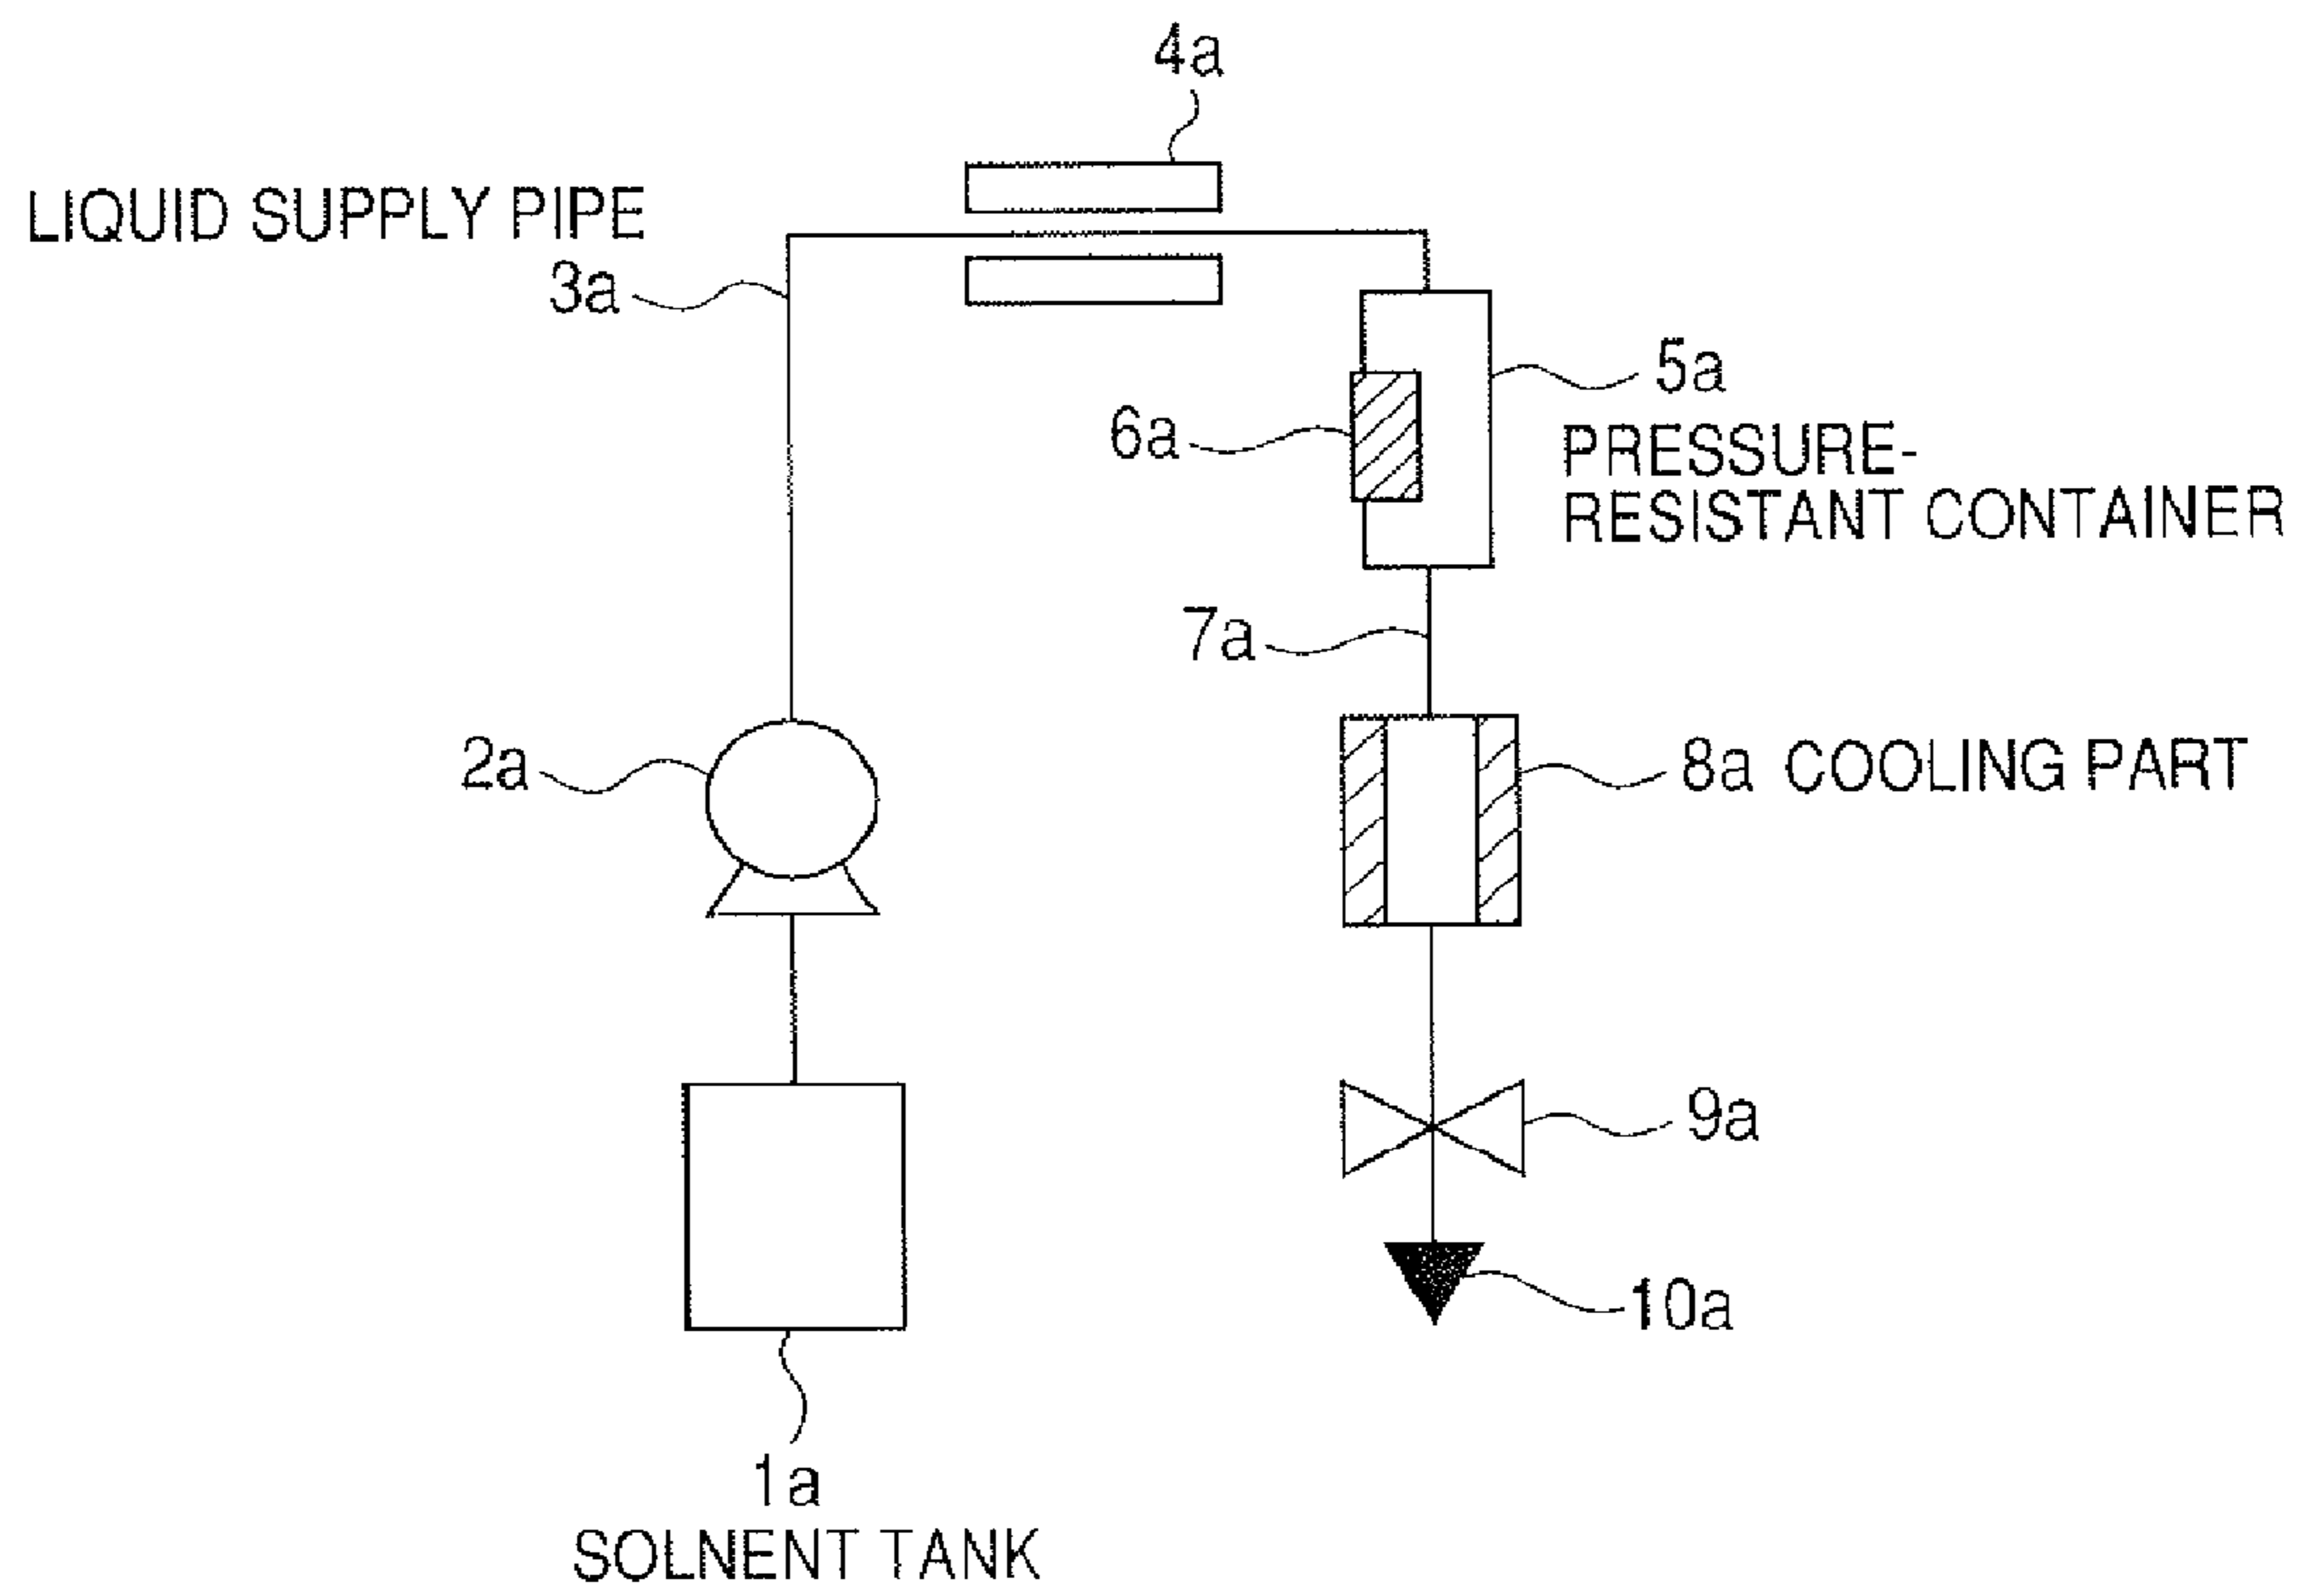 4a
LIQUID SUPPLY PIPE
3a
5a
PRESSURE-
RESISTANT CONTAINER
6a
7a
2a
8a COOLING PART
9a
10a
1a
SOLNENT TANK